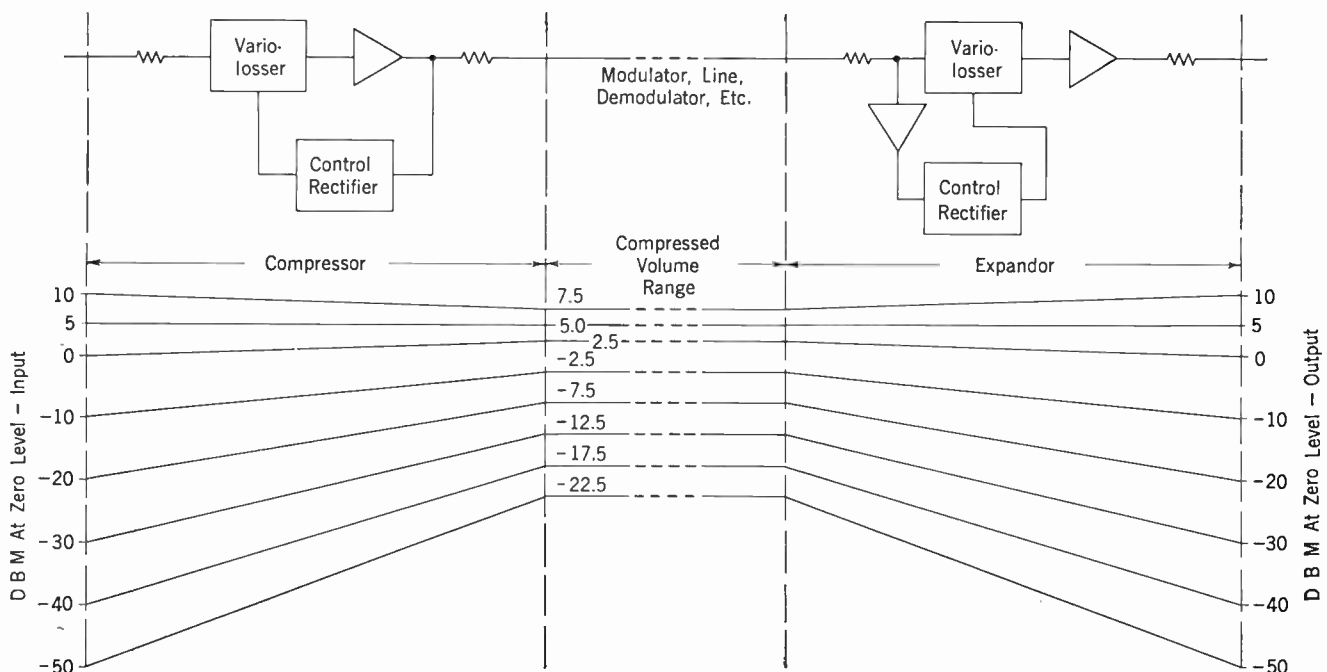 Vario-
losser
Control
Rectifier
Modulator, Line,
Demodulator, Etc.
Vario-
losser
Control
Rectifier
Compressor
Compressed
Volume
Range
Expandor
DBM At Zero Level – Input
10
5
0
-10
-20
-30
-40
-50
7.5
5.0
2.5
-2.5
-7.5
-12.5
-17.5
-22.5
10
5
0
-10
-20
-30
-40
-50
DBM At Zero Level – Output